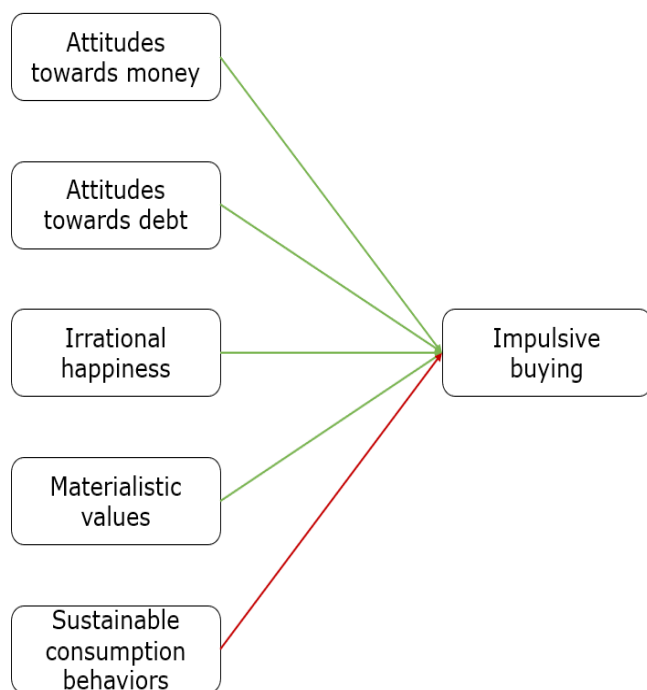 Attitudes
towards money
Attitudes
towards debt
Irrational
happiness
Impulsive
buying
Materialistic
values
Sustainable
consumption
behaviors